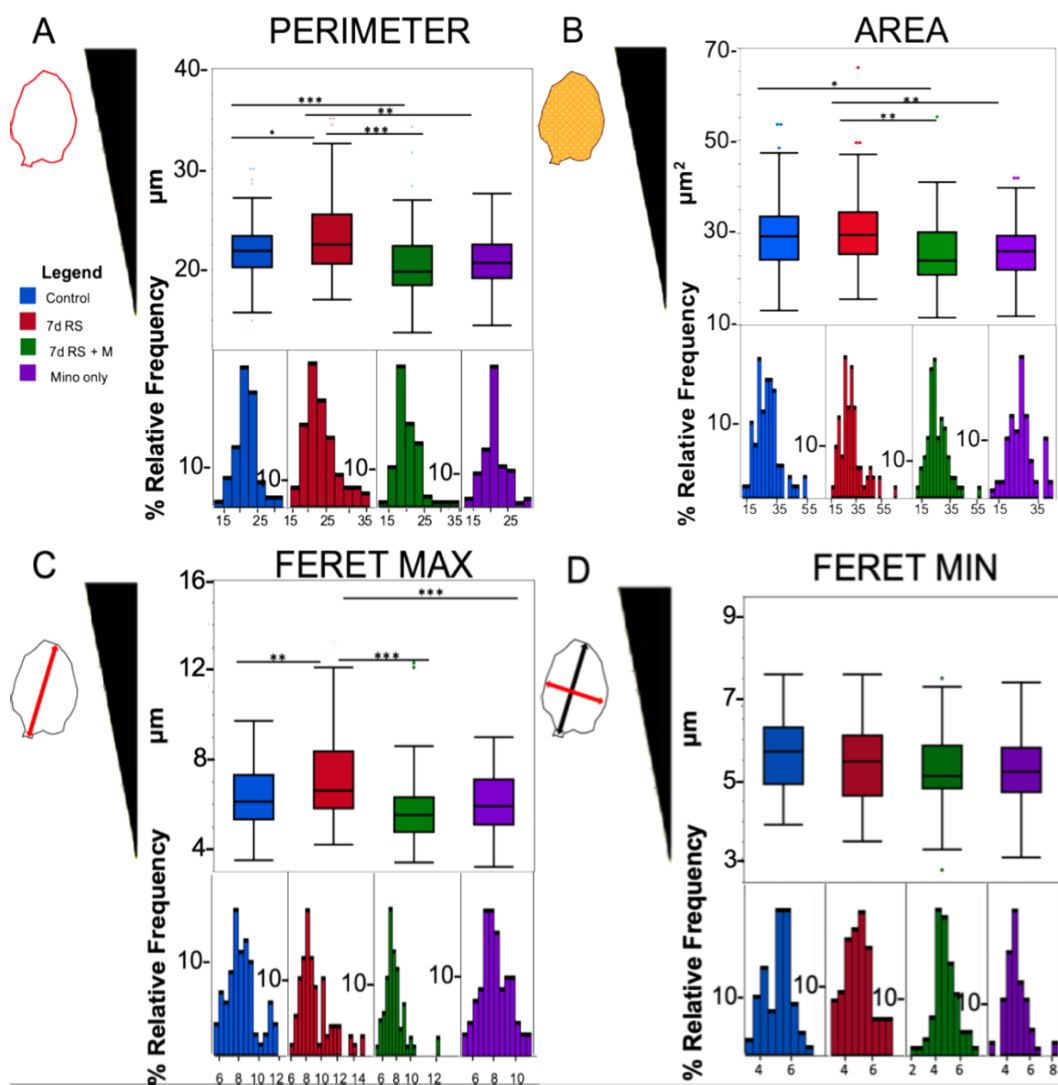 A
PERIMETER
40
30
20
µm
***
**
*
***
Legend
Control
7d RS
7d RS + M
Mino only
% Relative Frequency
10
10
10
10
15 25
15 25 35
15 25 35
15 25
B
AREA
70
50
30
10
µm²
*
**
**
% Relative Frequency
10
10
10
10
15 35 55
15 35 55
15 35 55
15 35
C
FERET MAX
16
12
8
4
µm
***
**
***
% Relative Frequency
10
10
10
10
6 8 10 12
6 8 10 12 14
6 8 10 12
6 8 10
D
FERET MIN
9
7
5
3
µm
% Relative Frequency
10
10
10
10
4 6
4 6
2 4 6
4 6 8